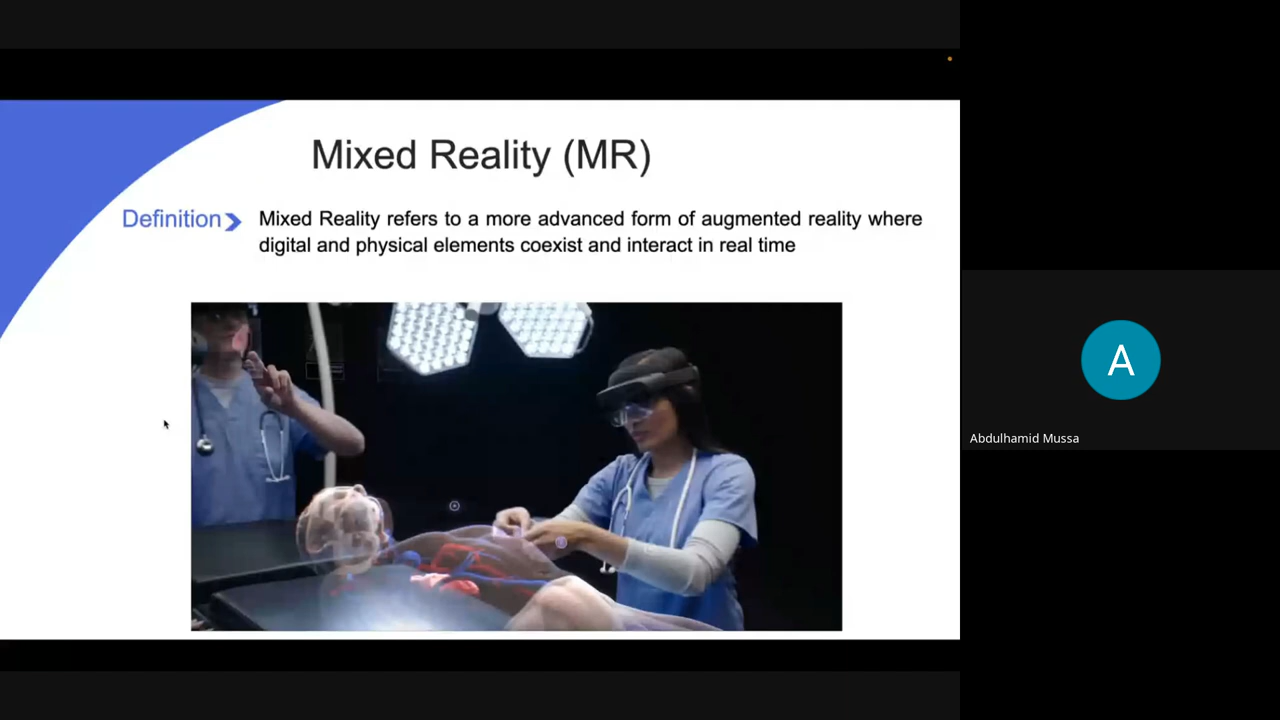 Mixed Reality (MR)
Definition
Mixed Reality refers to a more advanced form of augmented reality where
digital and physical elements coexist and interact in real time
A
Abdulhamid Mussa